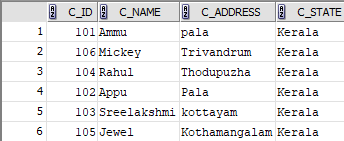 C_ID C_NAME C_ADDRESS C_STATE
1 101 Ammu pala Kerala
2 106 Mickey Trivandrum Kerala
3 104 Rahul Thodupuzha Kerala
4 102 Appu Pala Kerala
5 103 Sreelakshmi kottayam Kerala
6 105 Jewel Kothamangalam Kerala